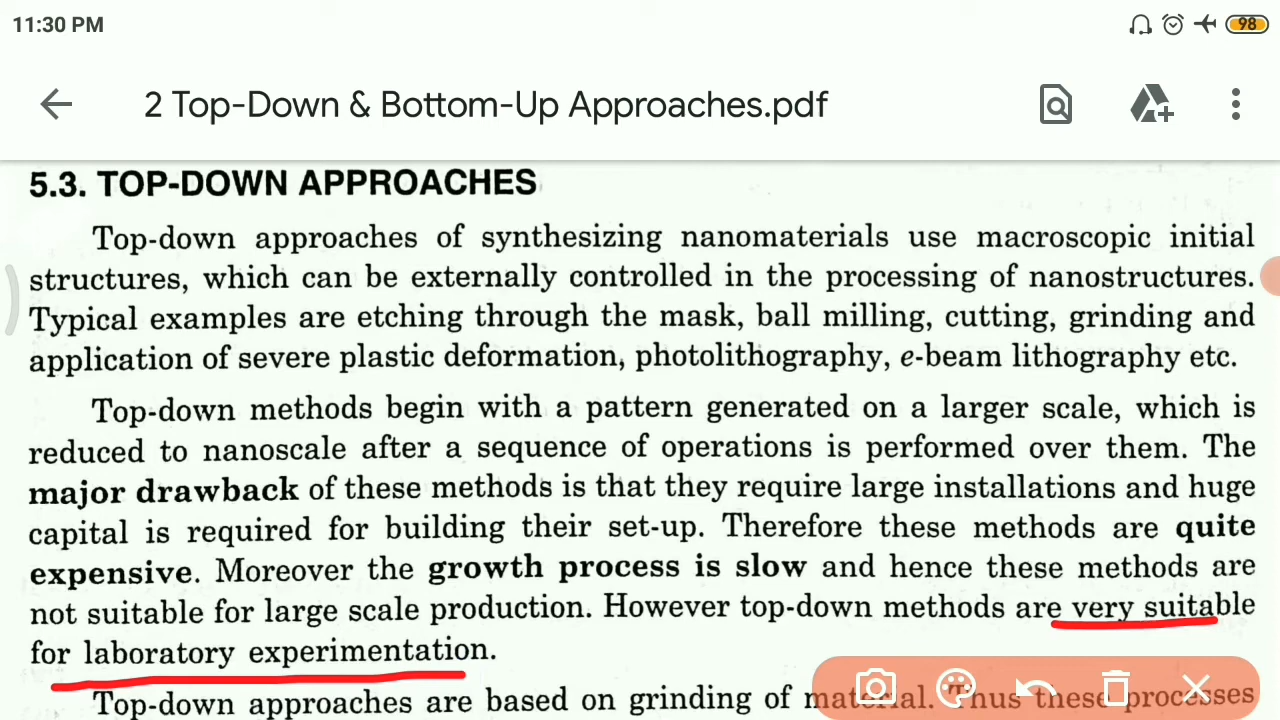 11:30 PM
98
2 Top-Down & Bottom-Up Approaches.pdf
5.3. TOP-DOWN APPROACHES
Top-down approaches of synthesizing nanomaterials use macroscopic initial
structures, which can be externally controlled in the processing of nanostructures.
Typical examples are etching through the mask, ball milling, cutting, grinding and
application of severe plastic deformation, photolithography, e-beam lithography etc.
Top-down methods begin with a pattern generated on a larger scale, which is
reduced to nanoscale after a sequence of operations is performed over them. The
major drawback of these methods is that they require large installations and huge
capital is required for building their set-up. Therefore these methods are quite
expensive. Moreover the growth process is slow and hence these methods are
not suitable for large scale production. However top-down methods are very suitable
for laboratory experimentation.
Top-down approaches are based on grinding of material. Thus these processes